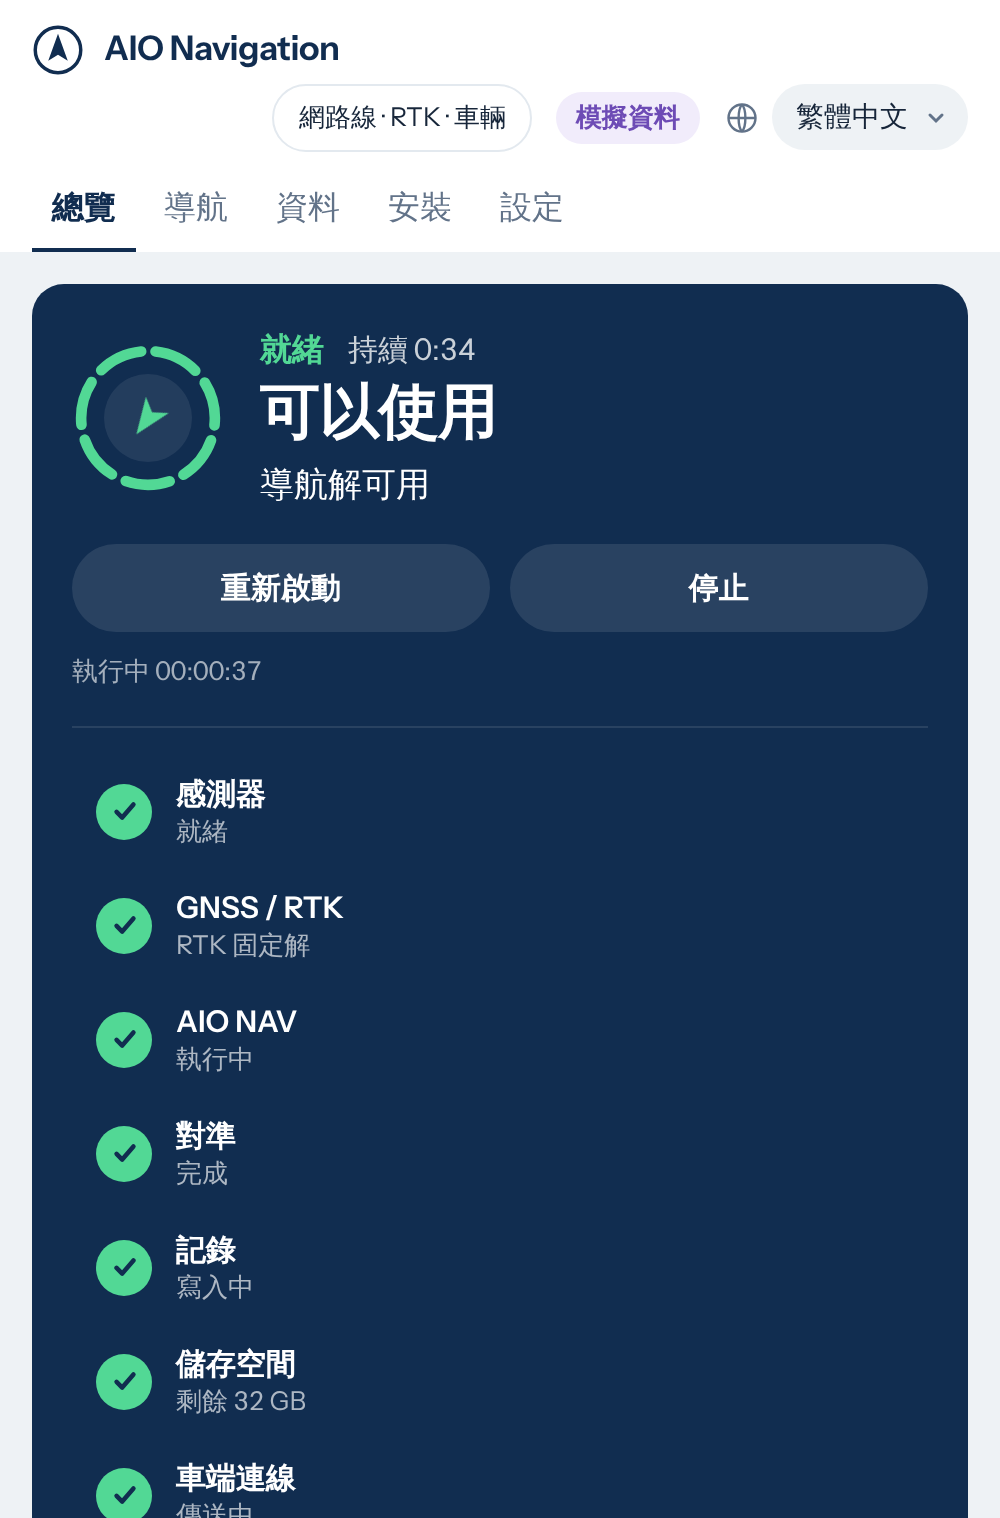 AIO Navigation
網路線·RTK·車輛
模擬資料
繁體中文
總覽 導航 資料 安裝 設定
就緒 持續 0:34
可以使用
導航解可用
重新啟動 停止
執行中 00:00:37
感測器
就緒
GNSS / RTK
RTK 固定解
AIO NAV
執行中
對準
完成
記錄
寫入中
儲存空間
剩餘 32 GB
車端連線
傳送中